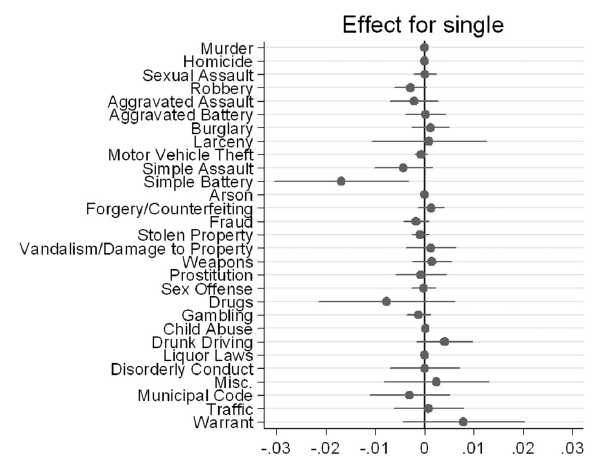 Effect for single
Murder
Homicide
Sexual Assault
Robbery
Aggravated Assault
Aggravated Battery
Burglary
Larceny
Motor Vehicle Theft
Simple Assault
Simple Battery
Arson
Forgery/Counterfeiting
Fraud
Stolen Property
Vandalism/Damage to Property
Weapons
Prostitution
Sex Offense
Drugs
Gambling
Child Abuse
Drunk Driving
Liquor Laws
Disorderly Conduct
Misc.
Municipal Code
Traffic
Warrant
-.03 -.02 -.01 0 .01 .02 .03